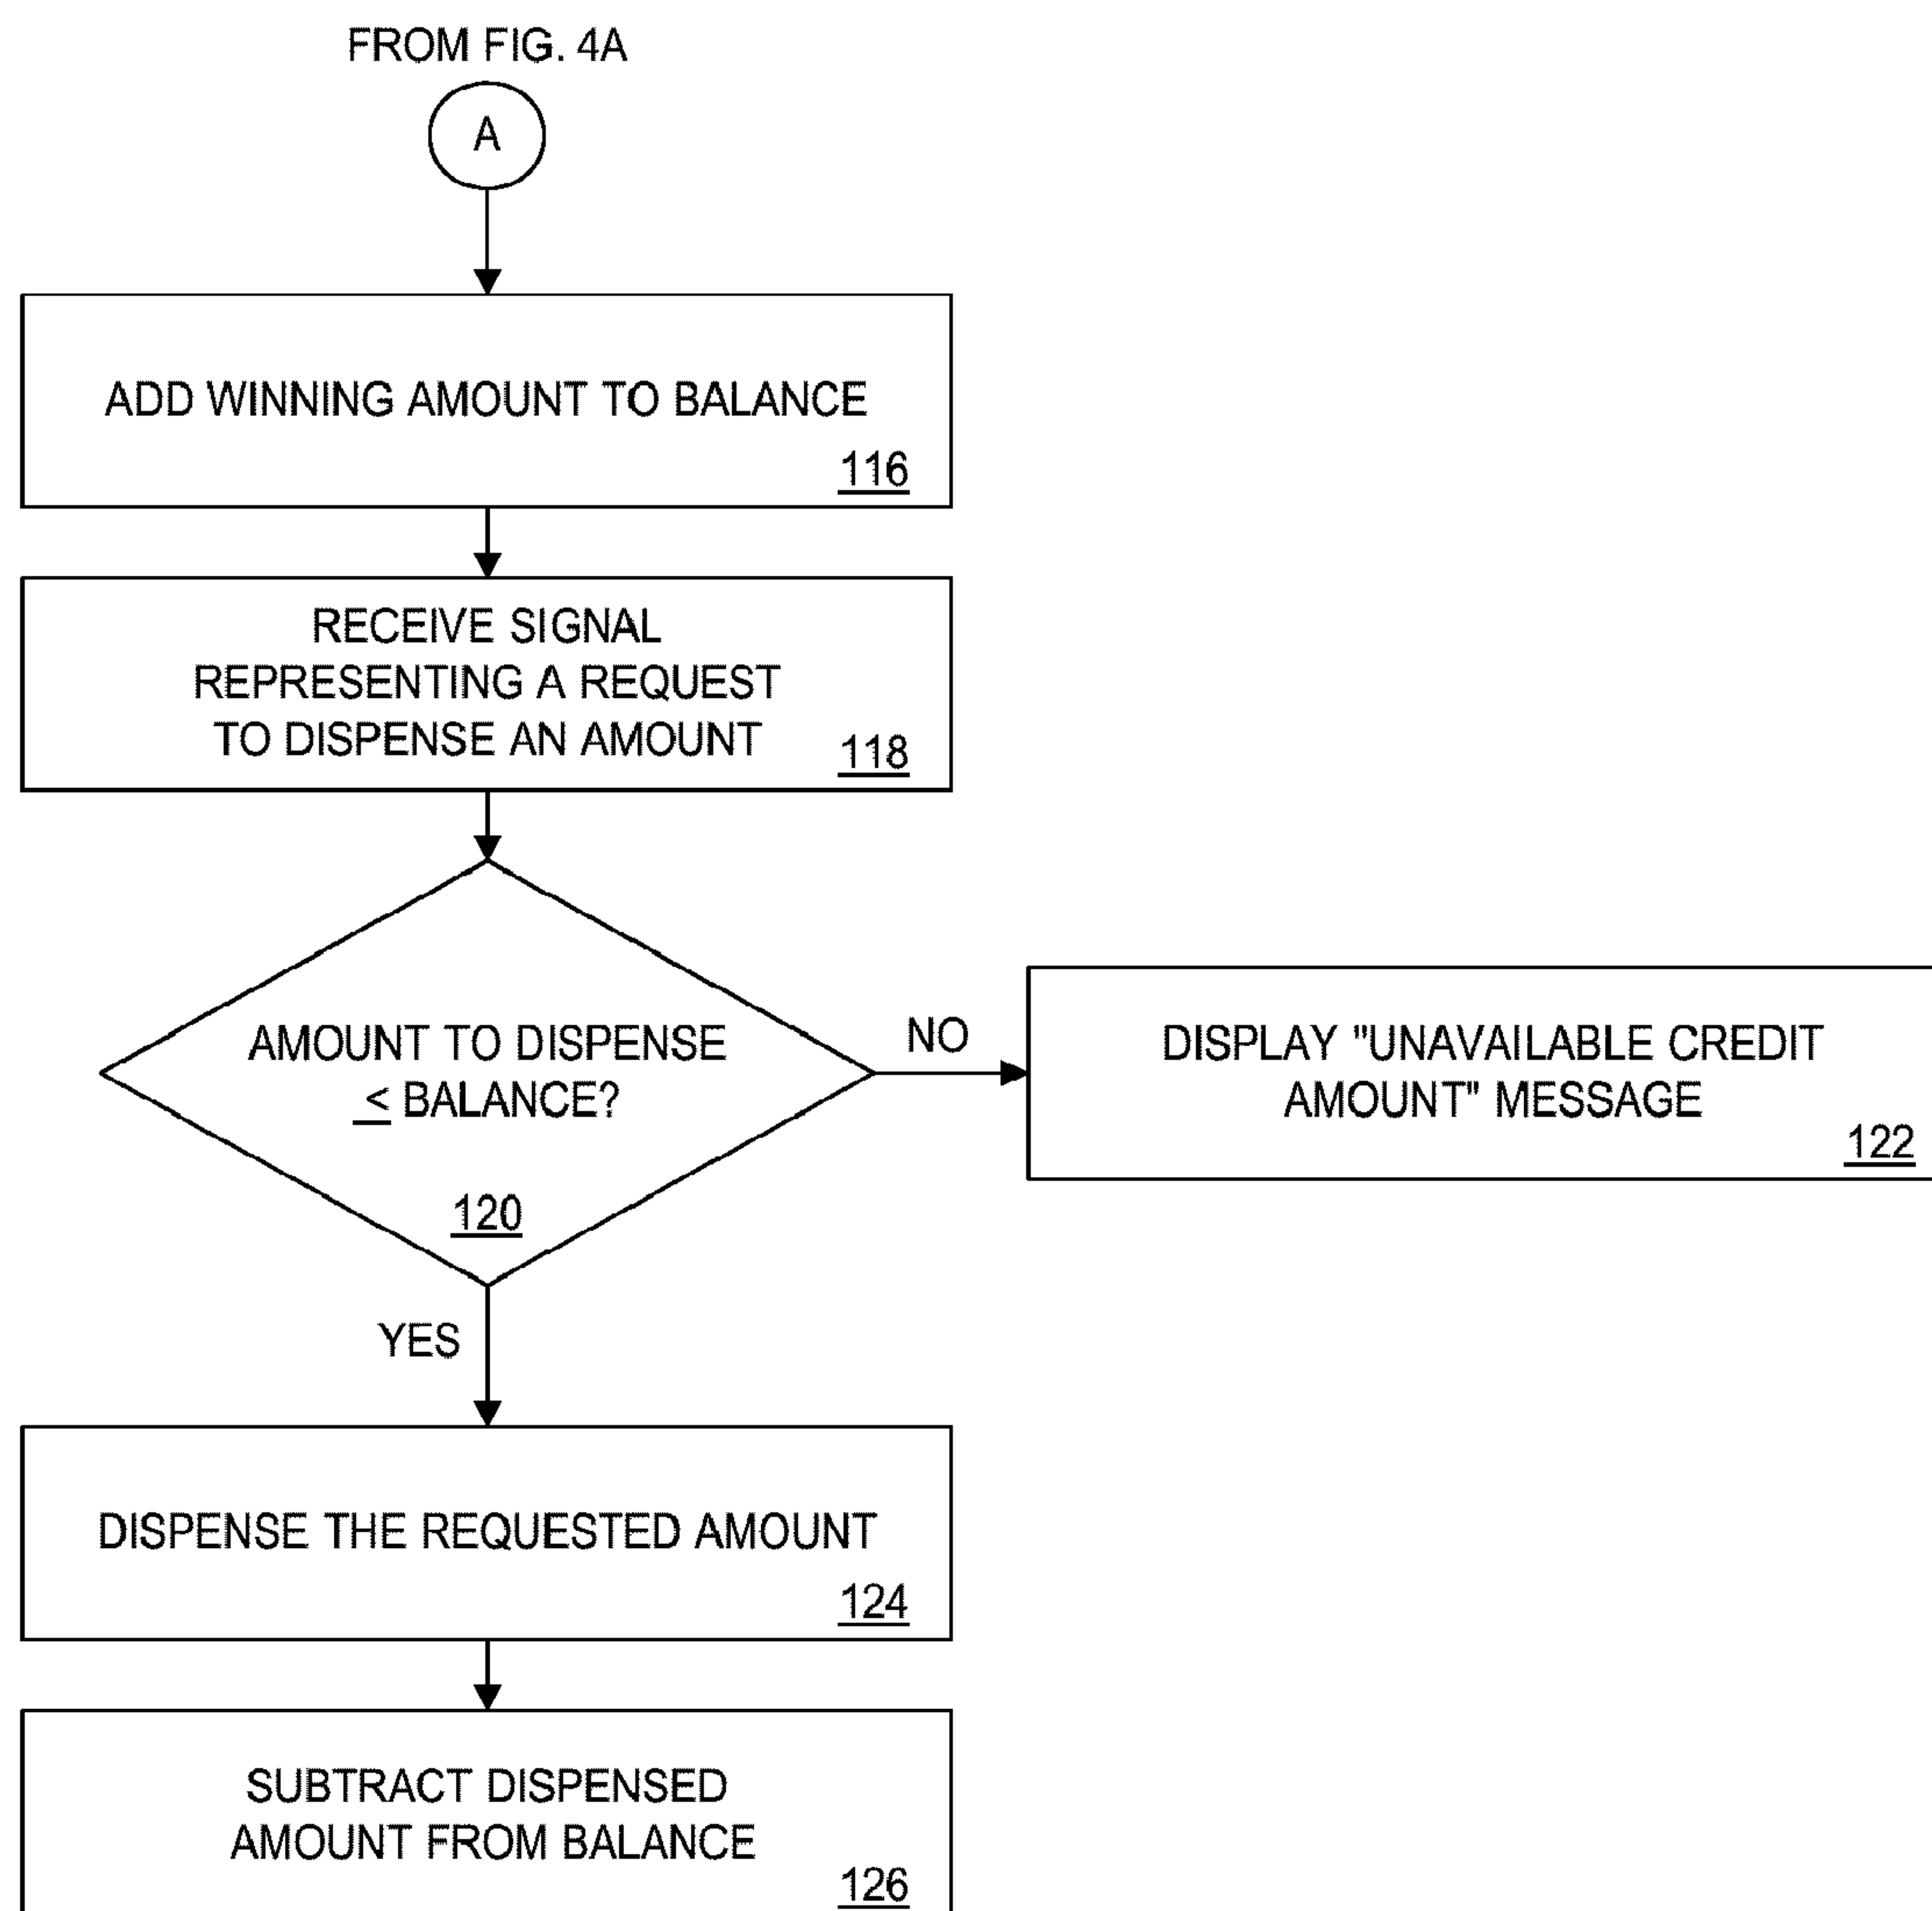 FROM FIG. 4A
A
ADD WINNING AMOUNT TO BALANCE
116
RECEIVE SIGNAL
REPRESENTING A REQUEST
TO DISPENSE AN AMOUNT
118
AMOUNT TO DISPENSE
≤ BALANCE?
120
NO
DISPLAY "UNAVAILABLE CREDIT
AMOUNT" MESSAGE
122
YES
DISPENSE THE REQUESTED AMOUNT
124
SUBTRACT DISPENSED
AMOUNT FROM BALANCE
126